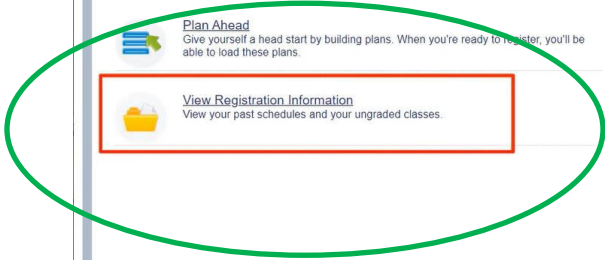 Plan Ahead
Give yourself a head start by building plans. When you're ready to register, you'll be
able to load these plans.
View Registration Information
View your past schedules and your ungraded classes.